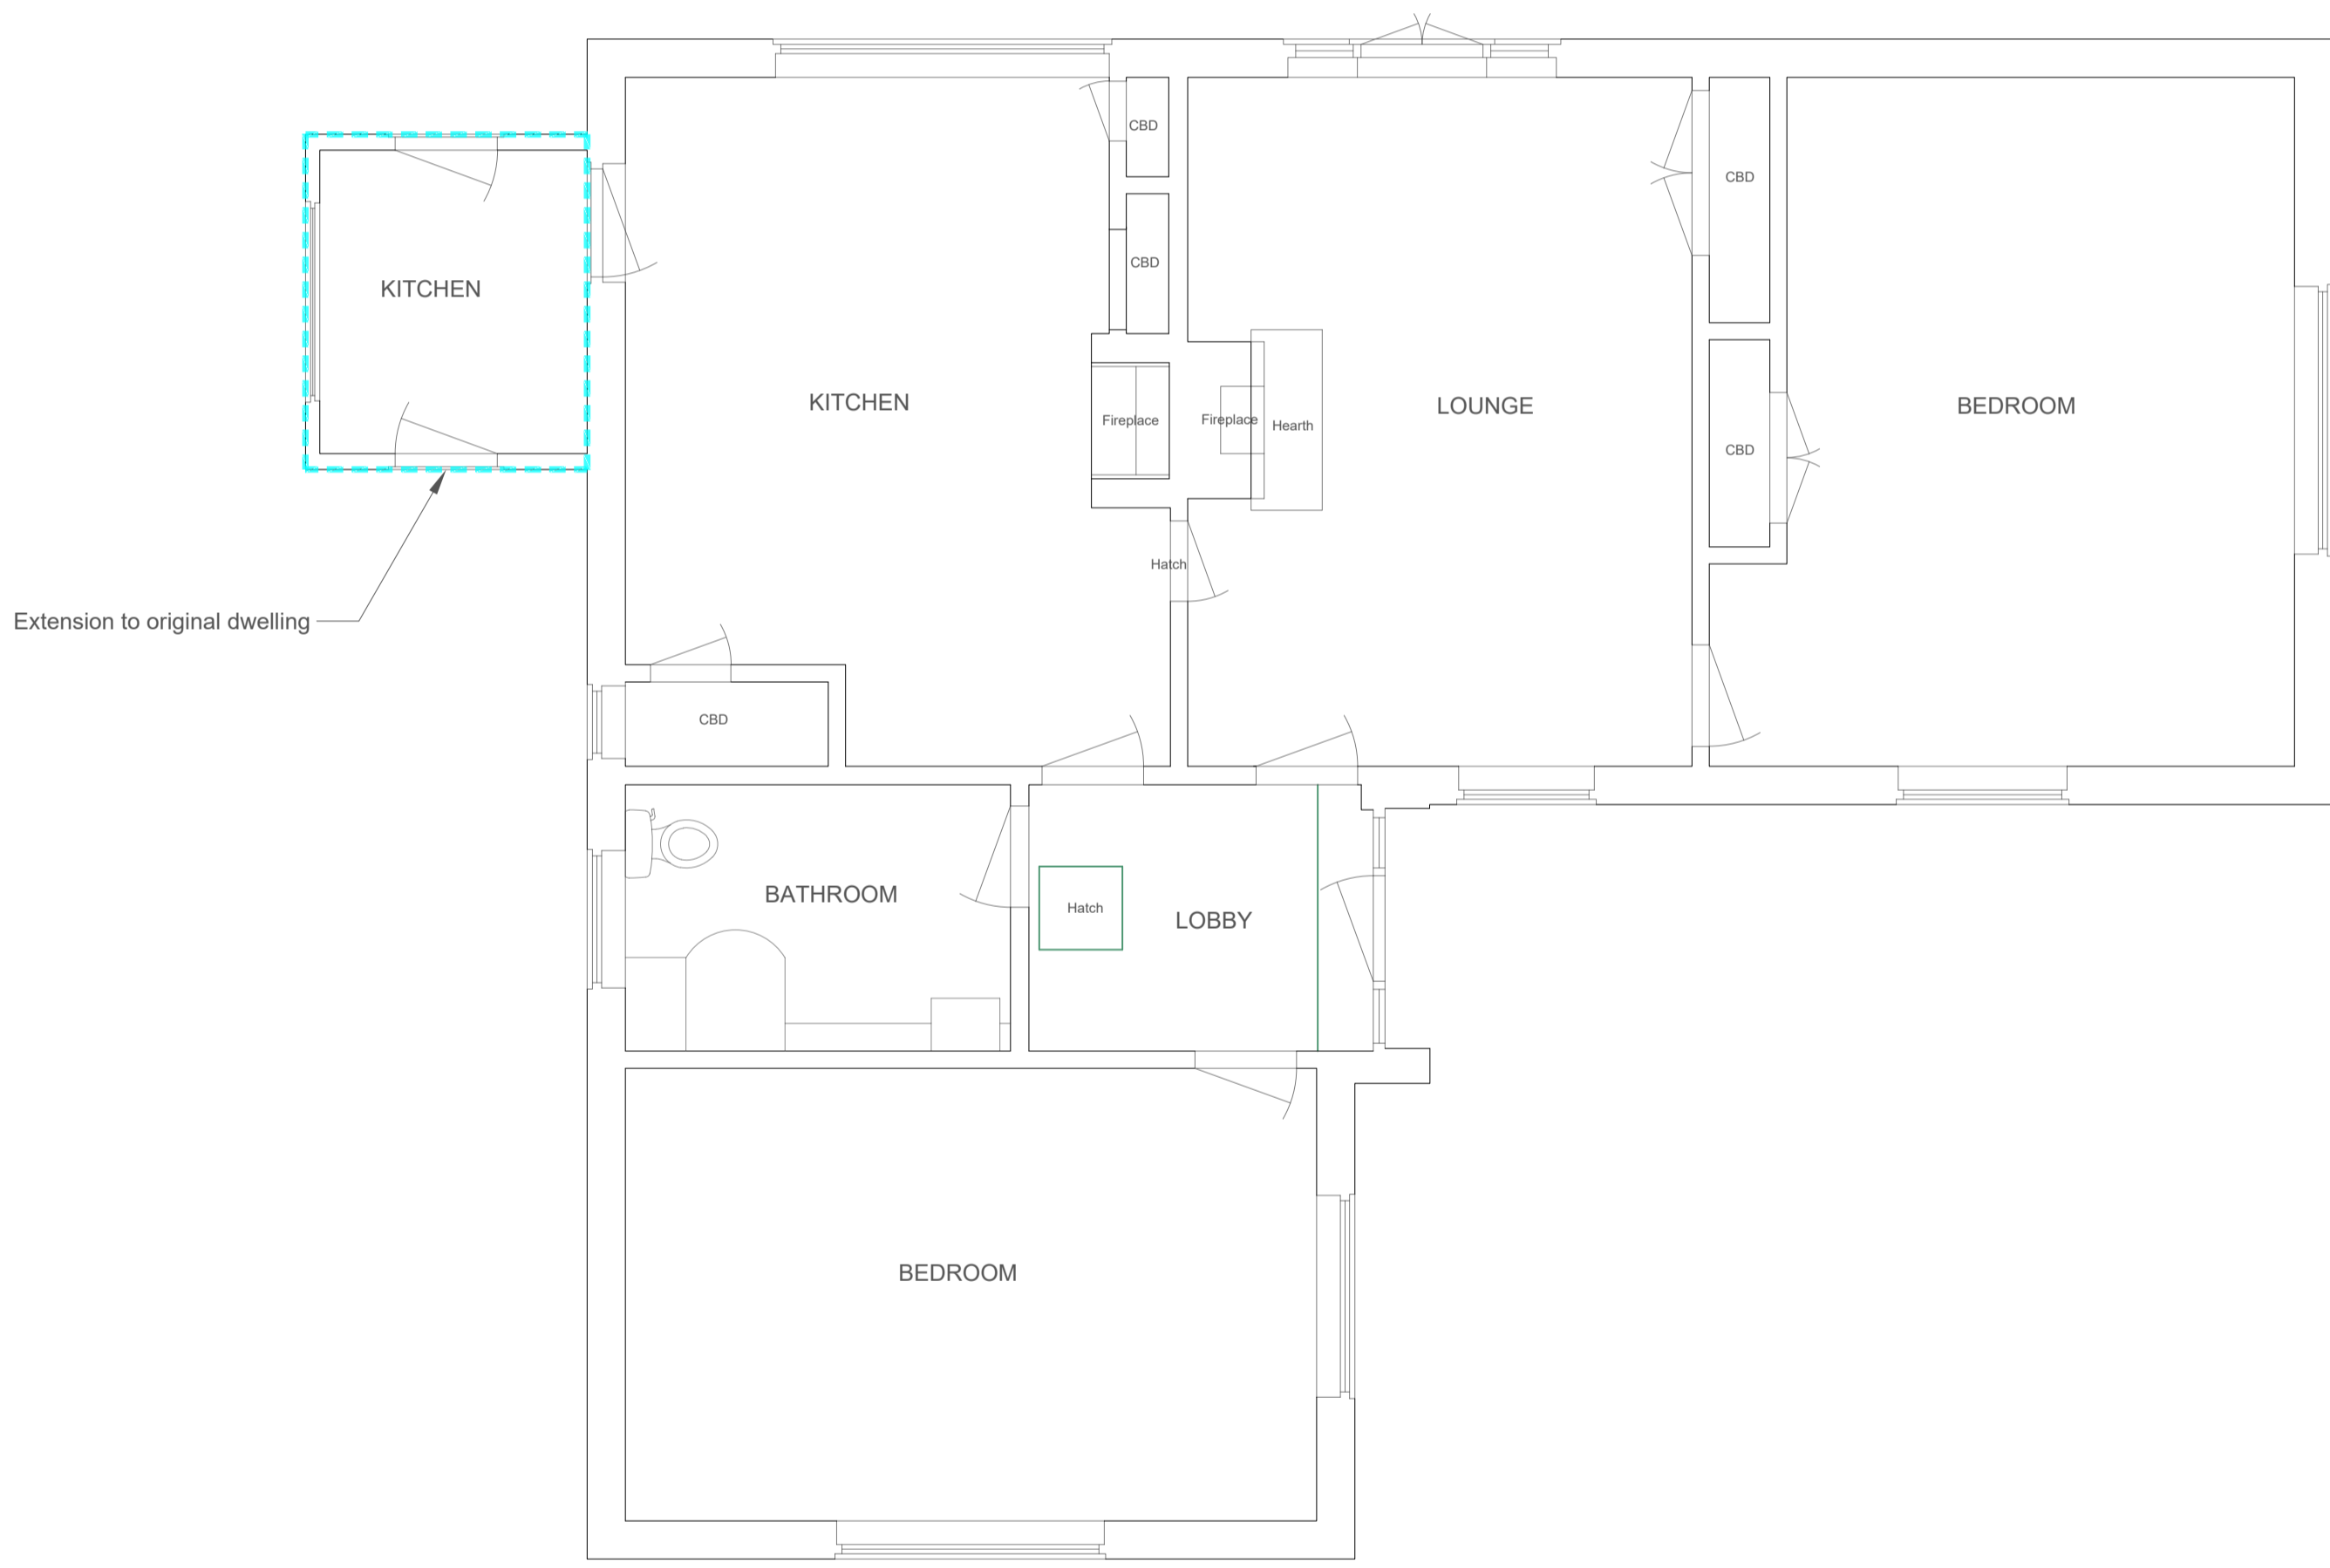 CBD
CBD
CBD
KITCHEN
KITCHEN
LOUNGE
BEDROOM
Fireplace
Fireplace
Hearth
CBD
Hatch
Extension to original dwelling
CBD
BATHROOM
Hatch
LOBBY
BEDROOM